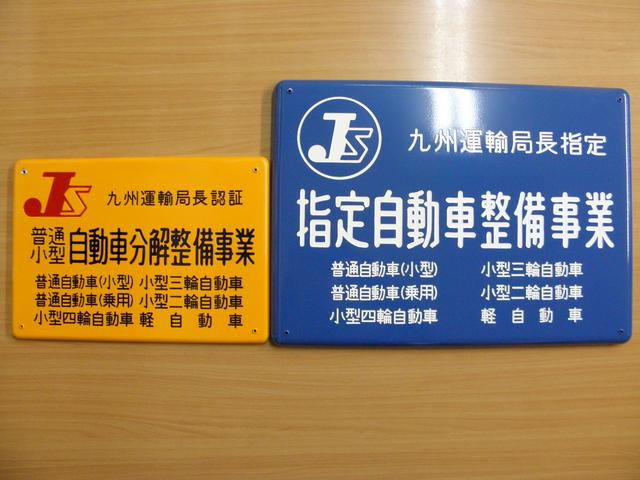 JS
九州運輸局長認証
普通
小型
自動車分解整備事業
普通自動車(小型) 小型三輪自動車
普通自動車(乗用) 小型二輪自動車
小型四輪自動車 軽自動車
JS
九州運輸局長指定
指定自動車整備事業
普通自動車(小型) 小型三輪自動車
普通自動車(乗用) 小型二輪自動車
小型四輪自動車 軽自動車